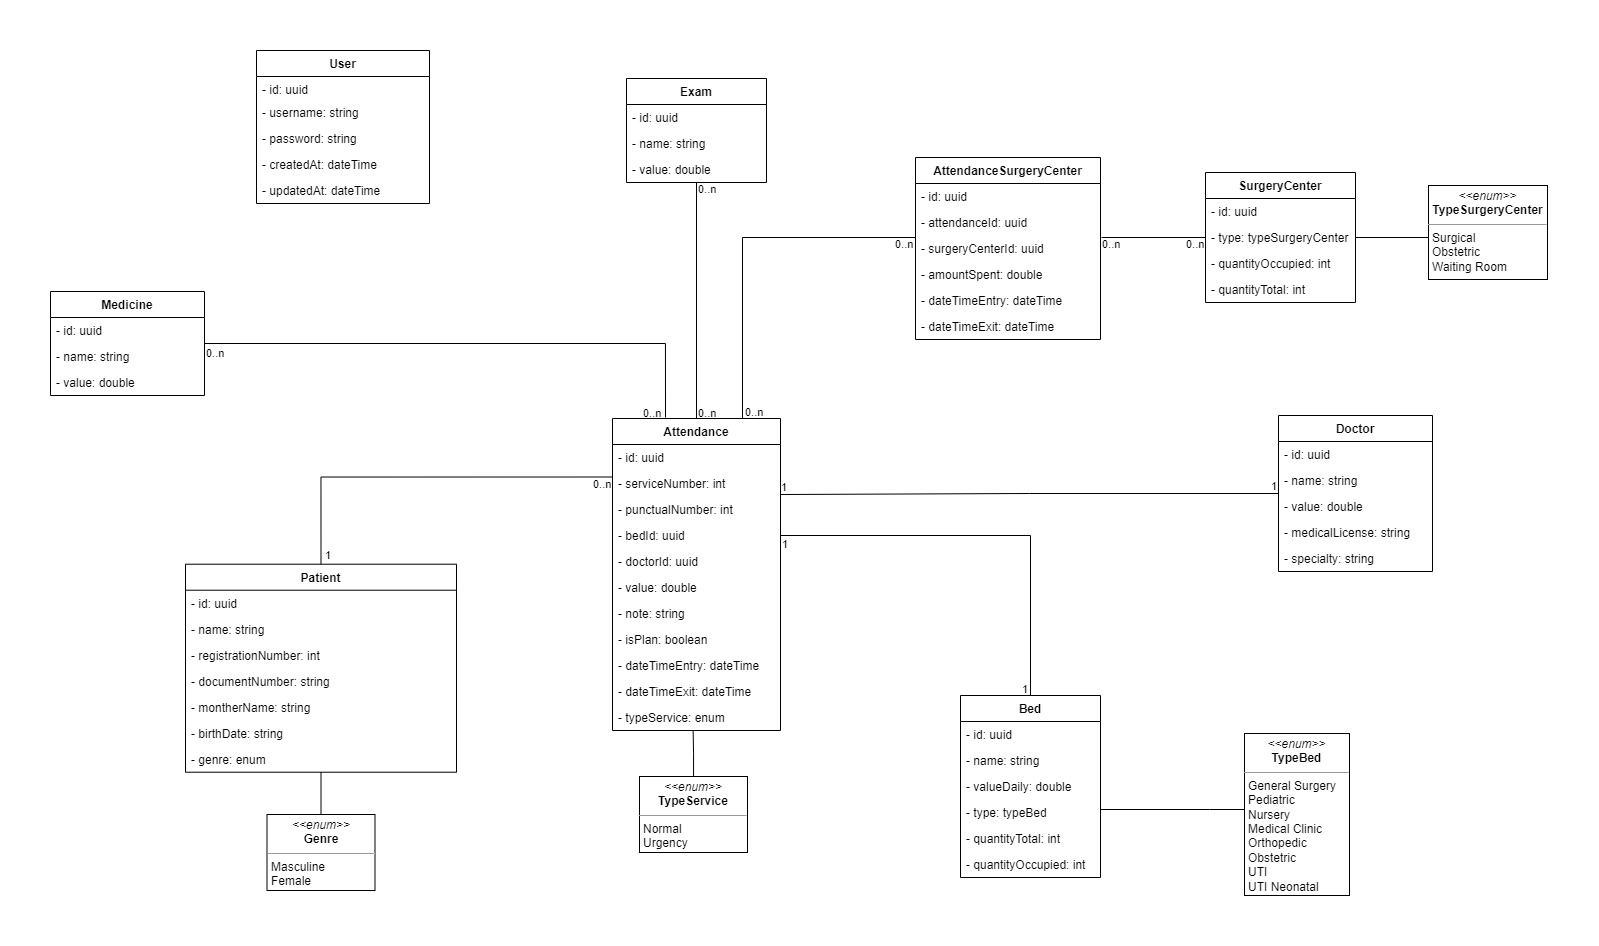 User
- id: uuid
- username: string
- password: string
- createdAt: dateTime
- updatedAt: dateTime
Exam
- id: uuid
- name: string
- value: double
0..n
AttendanceSurgeryCenter
- id: uuid
- attendanceId: uuid
- surgeryCenterId: uuid
- amountSpent: double
- dateTimeEntry: dateTime
- dateTimeExit: dateTime
0..n
0..n
0..n
SurgeryCenter
- id: uuid
- type: typeSurgeryCenter
- quantityOccupied: int
- quantityTotal: int
<<enum>>
TypeSurgeryCenter
Surgical
Obstetric
Waiting Room
Medicine
- id: uuid
- name: string
- value: double
0..n
0..n
0..n
0..n
Attendance
- id: uuid
- serviceNumber: int
- punctualNumber: int
- bedId: uuid
- doctorId: uuid
- value: double
- note: string
- isPlan: boolean
- dateTimeEntry: dateTime
- dateTimeExit: dateTime
- typeService: enum
0..n
1
1
1
1
1
Doctor
- id: uuid
- name: string
- value: double
- medicalLicense: string
- specialty: string
Patient
- id: uuid
- name: string
- registrationNumber: int
- documentNumber: string
- montherName: string
- birthDate: string
- genre: enum
<<enum>>
Genre
Masculine
Female
<<enum>>
TypeService
Normal
Urgency
Bed
- id: uuid
- name: string
- valueDaily: double
- type: typeBed
- quantityTotal: int
- quantityOccupied: int
<<enum>>
TypeBed
General Surgery
Pediatric
Nursery
Medical Clinic
Orthopedic
Obstetric
UTI
UTI Neonatal